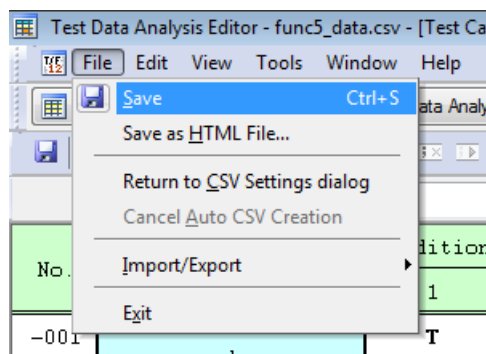 Test Data Analysis Editor - func5_data.csv - [Test Ca
File Edit View Tools Window Help
Save Ctrl+S
ata Analy
Save as HTML File...
Return to CSV Settings dialog
Cancel Auto CSV Creation
dition
Import/Export
No.
1
Exit
-001
T